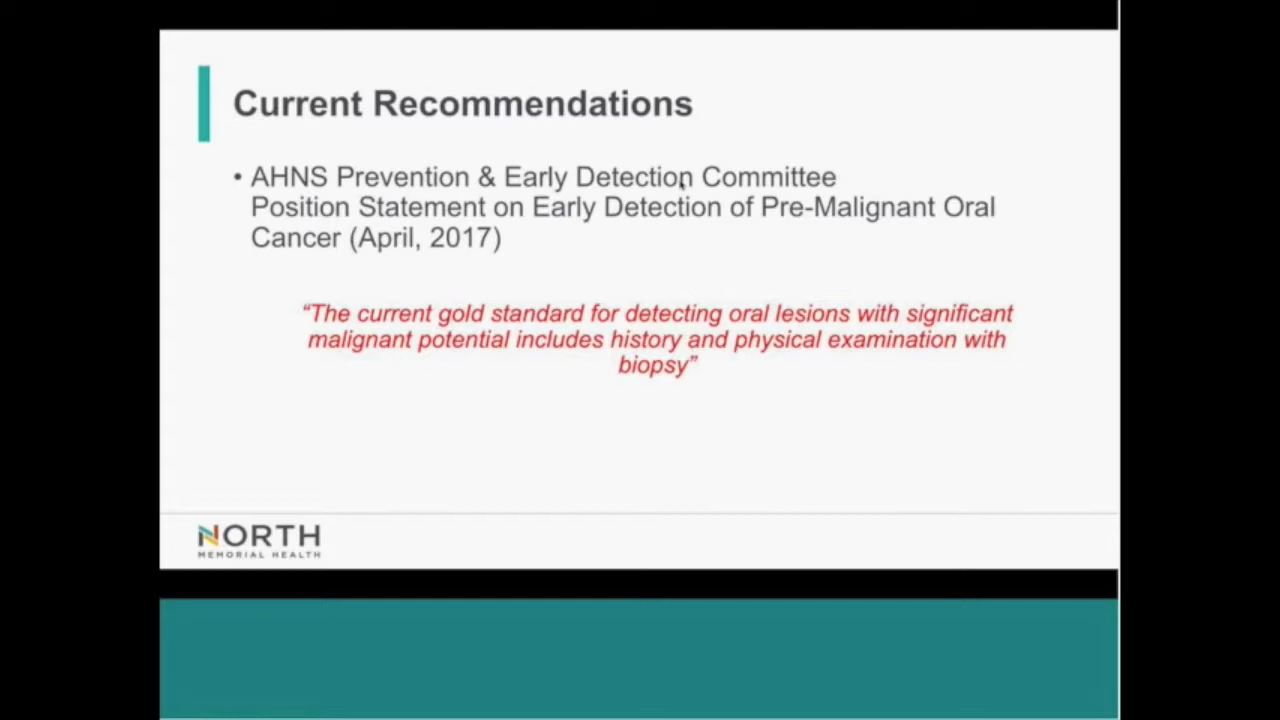 Current Recommendations
• AHNS Prevention & Early Detection Committee
Position Statement on Early Detection of Pre-Malignant Oral
Cancer (April, 2017)
“The current gold standard for detecting oral lesions with significant
malignant potential includes history and physical examination with
biopsy”
NORTH
MEMORIAL HEALTH